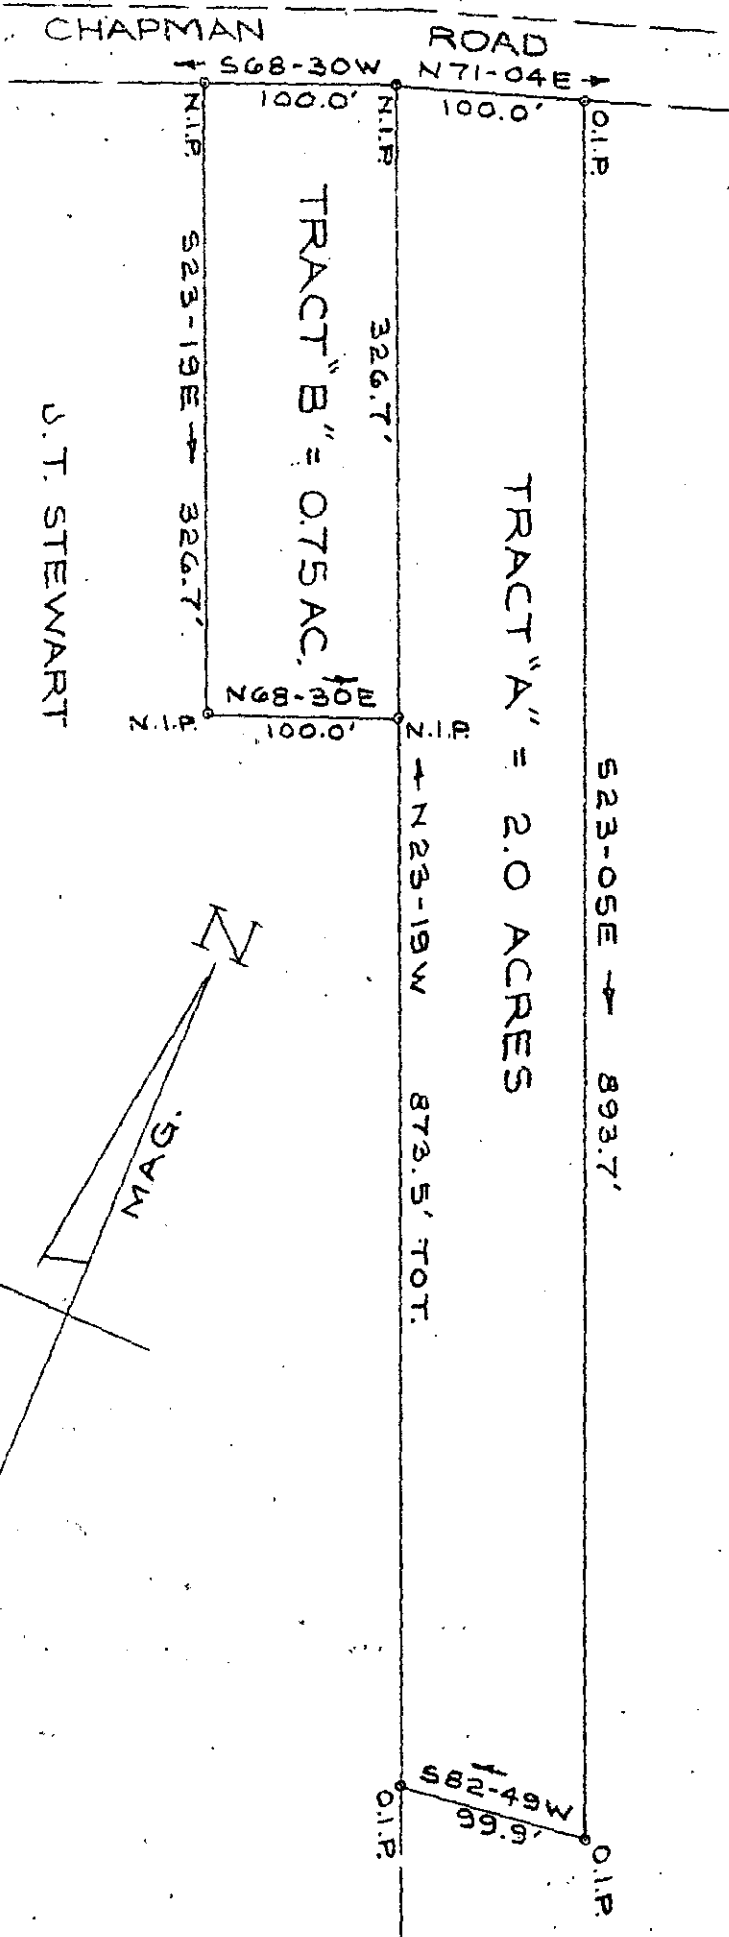 CHAPMAN ROAD
S68-30W N71-04E
100.0' 100.0'
N.I.P. N.I.P. O.I.P.
S23-19E 326.7'
TRACT "B" = 0.75 AC.
326.7'
TRACT "A" = 2.0 ACRES
S23-05E 893.7'
J.T. STEWART
N68-30E
100.0'
N.I.P. N.I.P.
N23-19W 873.5' TOT.
N
MAG.
S82-49W
99.9'
O.I.P. O.I.P.